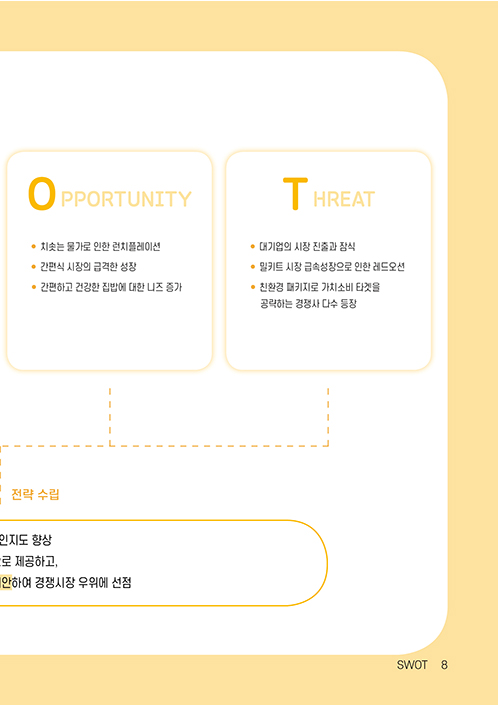 OPPORTUNITY
치솟는 물가로 인한 런치플레이션
간편식 시장의 급격한 성장
간편하고 건강한 집밥에 대한 니즈 증가
THREAT
대기업의 시장 진출과 잠식
밀키트 시장 급속성장으로 인한 레드오션
친환경 패키지로 가치소비 타겟을
공략하는 경쟁사 다수 등장
전략 수립
인지도 향상
로 제공하고,
안하여 경쟁시장 우위에 선점
SWOT 8